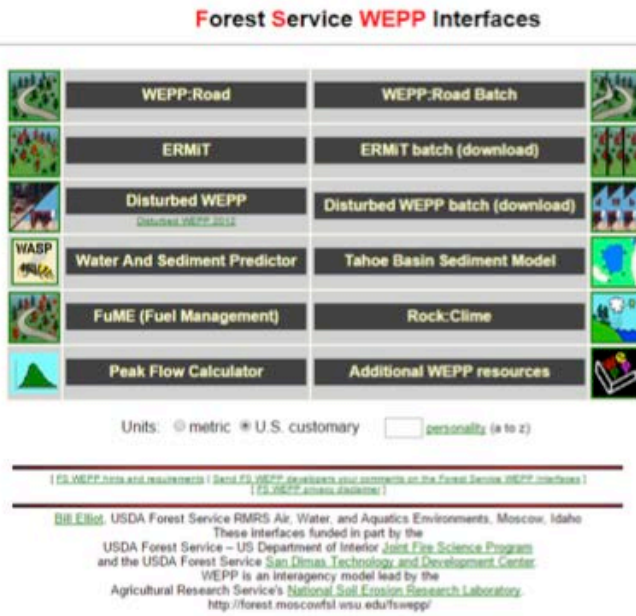 Forest Service WEPP Interfaces
WEPP:Road
WEPP:Road Batch
ERMiT
ERMiT batch (download)
Disturbed WEPP
Disturbed WEPP 2012
Disturbed WEPP batch (download)
WASP
Water And Sediment Predictor
Tahoe Basin Sediment Model
FuME (Fuel Management)
Rock:Clime
Peak Flow Calculator
Additional WEPP resources
Units: metric U.S. customary personality (a to z)
[ FS WEPP hints and requirements | Send FS WEPP developers your comments on the Forest Service WEPP Interfaces ]
[ FS WEPP privacy disclaimer ]
Bill Elliot, USDA Forest Service RMRS Air, Water, and Aquatics Environments, Moscow, Idaho
These interfaces funded in part by the
USDA Forest Service – US Department of Interior Joint Fire Science Program
and the USDA Forest Service San Dimas Technology and Development Center.
WEPP is an interagency model lead by the
Agricultural Research Service's National Soil Erosion Research Laboratory.
http://forest.moscowfsl.wsu.edu/fswepp/